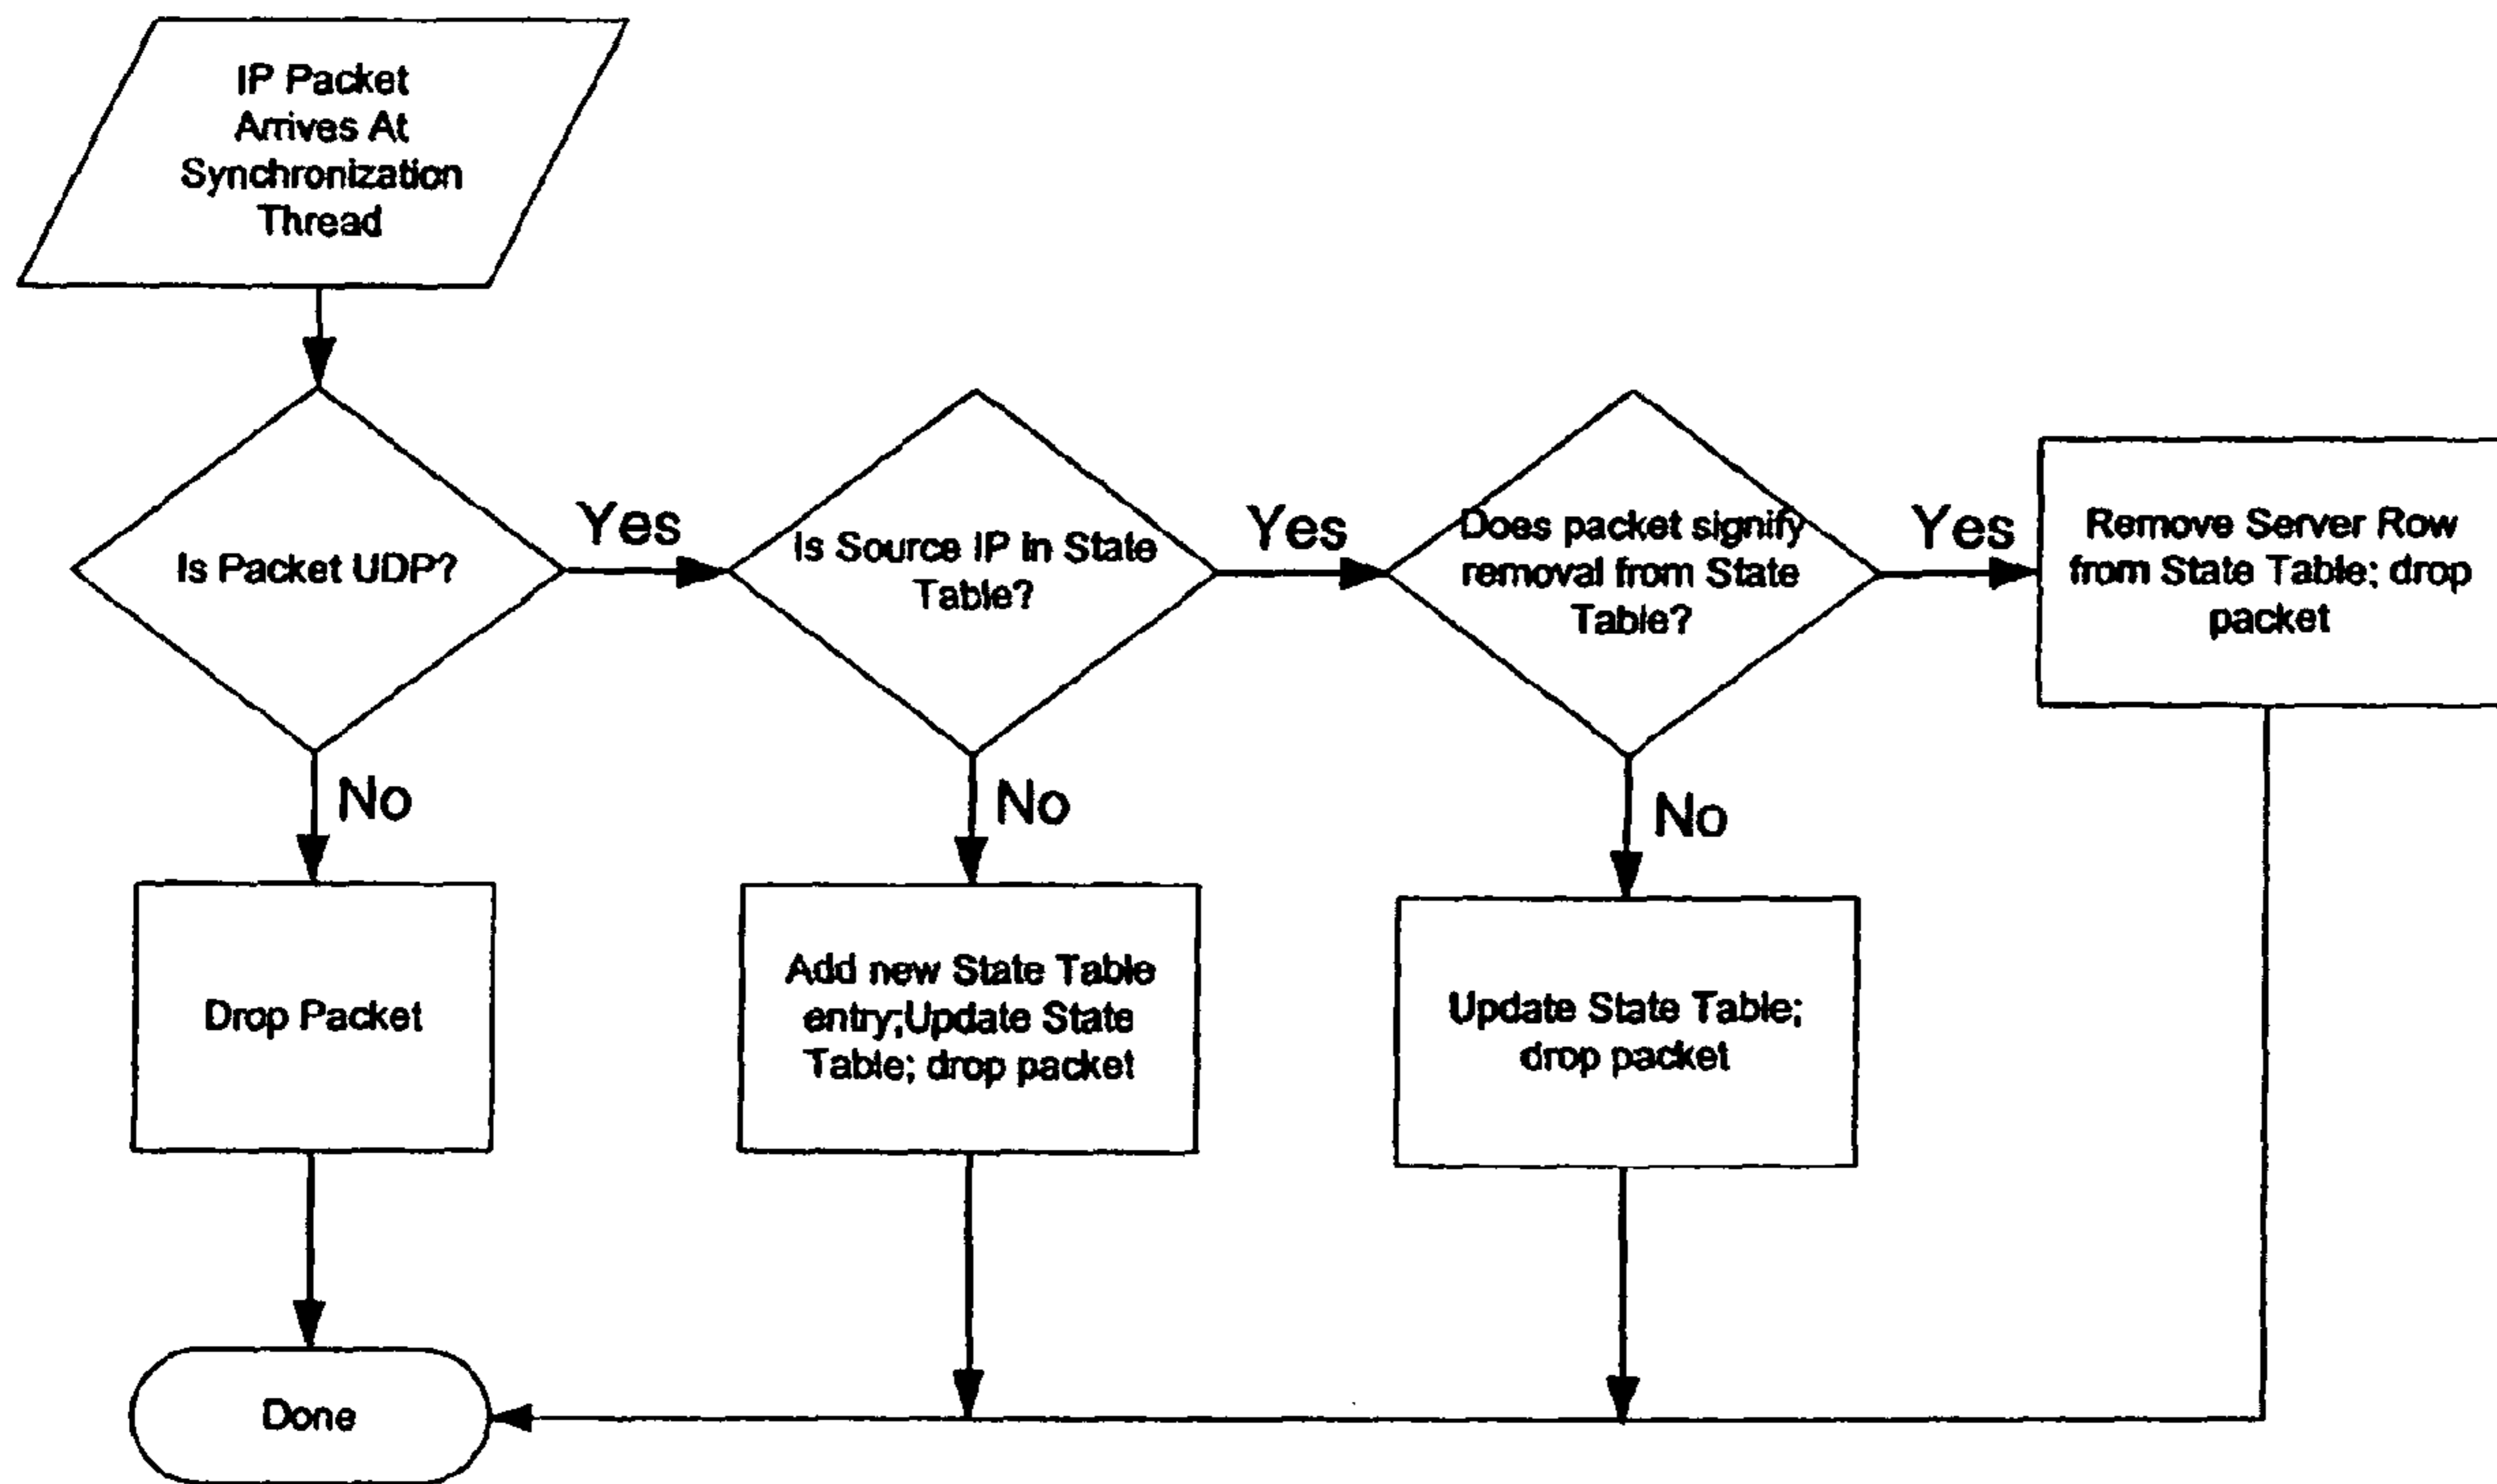 IP Packet
Arrives At
Synchronization
Thread
Is Packet UDP?
Yes
Is Source IP in State
Table?
Yes
Does packet signify
removal from State
Table?
Yes
Remove Server Row
from State Table; drop
packet
No
No
No
Drop Packet
Add new State Table
entry;Update State
Table; drop packet
Update State Table;
drop packet
Done